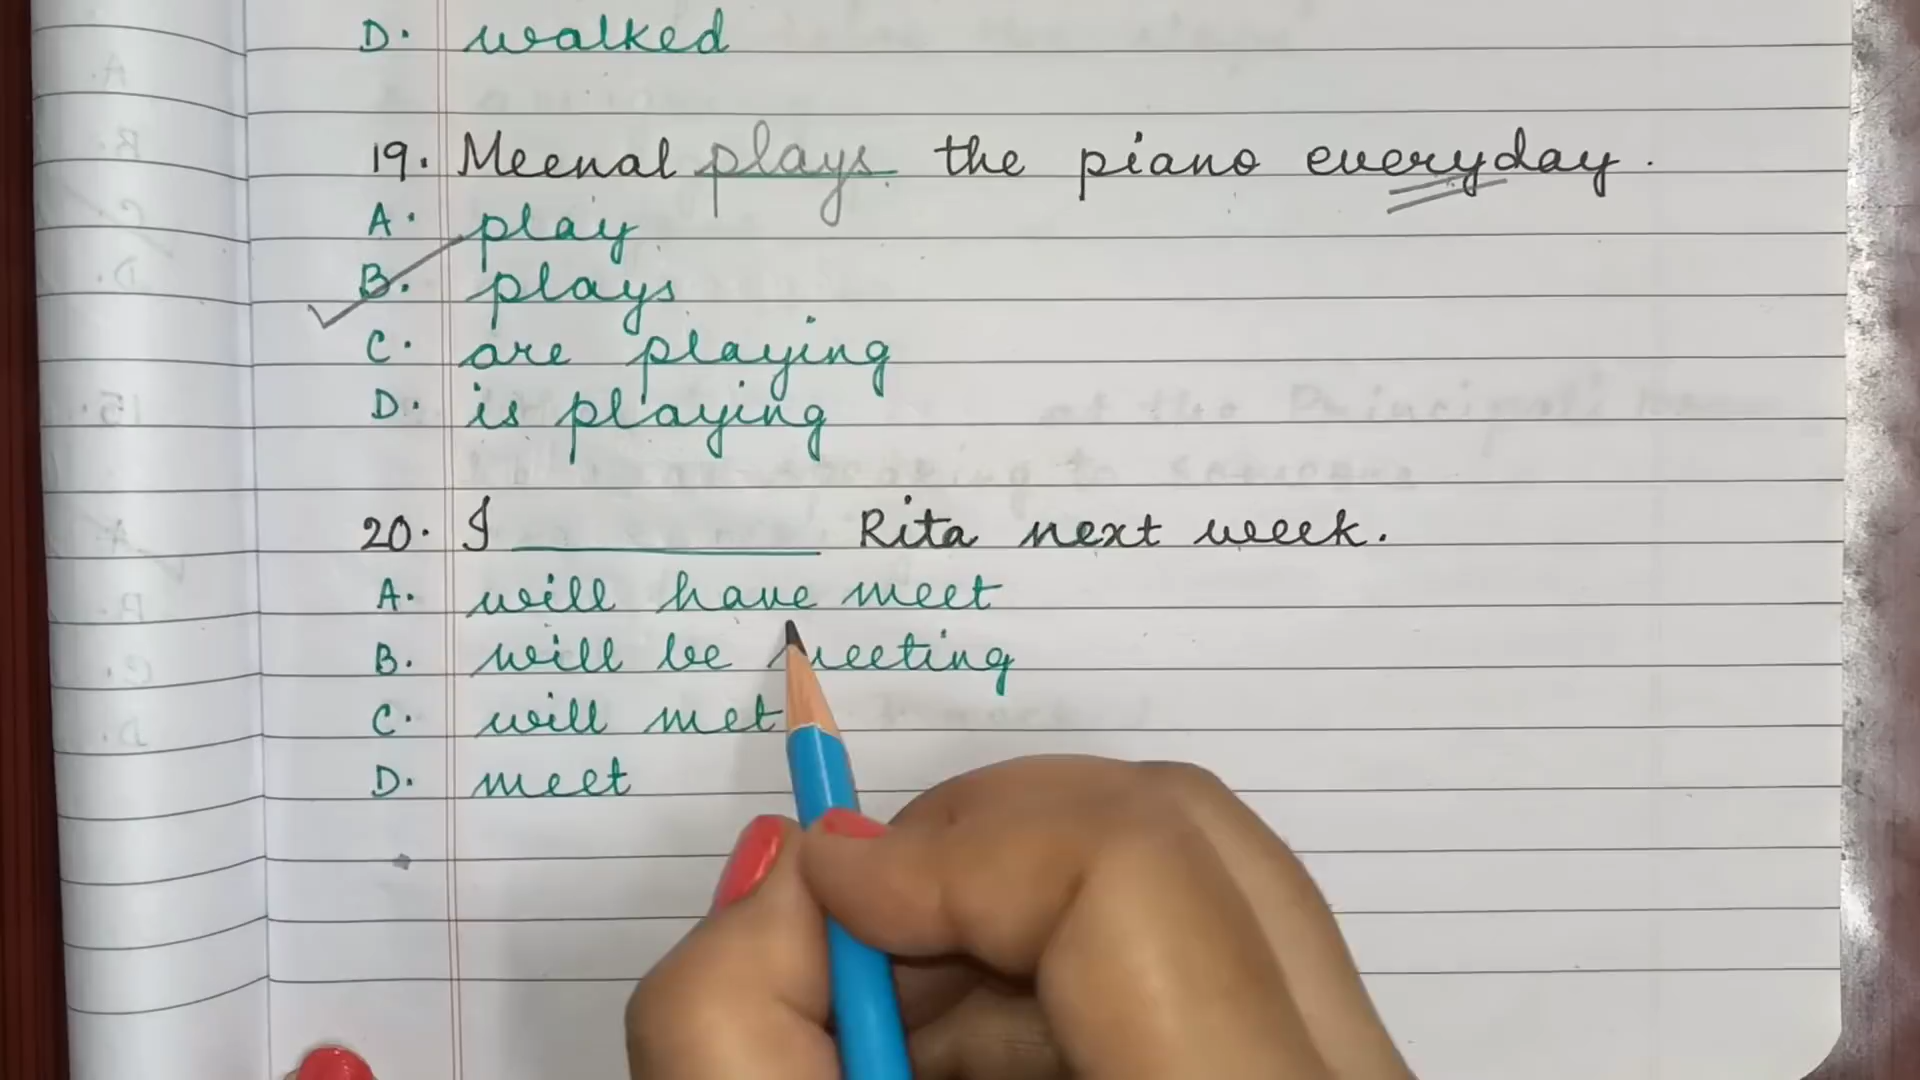 D. walked
19. Meenal plays the piano everyday.
A. play
B. plays
C. are playing
D. is playing
20. I __________ Rita next week.
A. will have meet
B. will be meeting
C. will met
D. meet